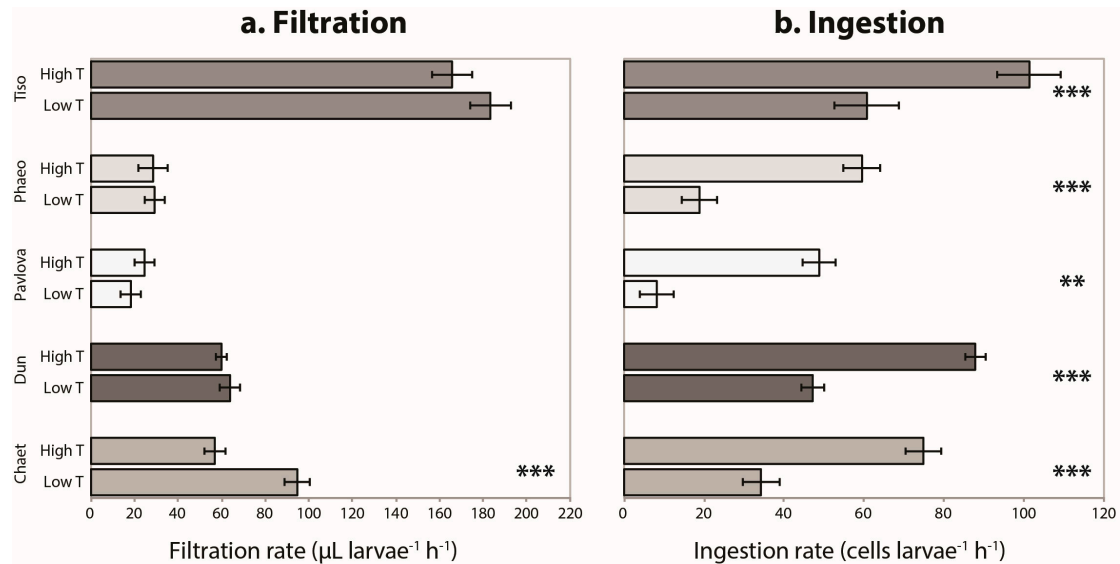 a. Filtration
b. Ingestion
Tiso
High T
Low T
Phaeo
High T
Low T
Pavlova
High T
Low T
Dun
High T
Low T
Chaet
High T
Low T
***
0 20 40 60 80 100 120 140 160 180 200 220
Filtration rate (µL larvae⁻¹ h⁻¹)
***
***
**
***
***
0 20 40 60 80 100 120
Ingestion rate (cells larvae⁻¹ h⁻¹)